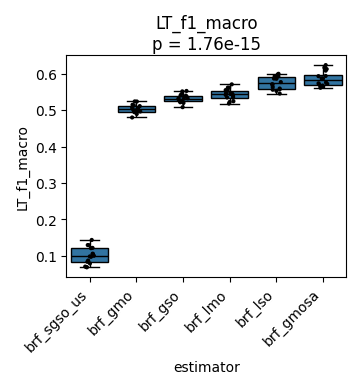 LT_f1_macro
p = 1.76e-15
LT_f1_macro
0.6
0.5
0.4
0.3
0.2
0.1
brf_sgso_us
brf_gmo
brf_gso
brf_lmo
brf_lso
brf_gmosa
estimator